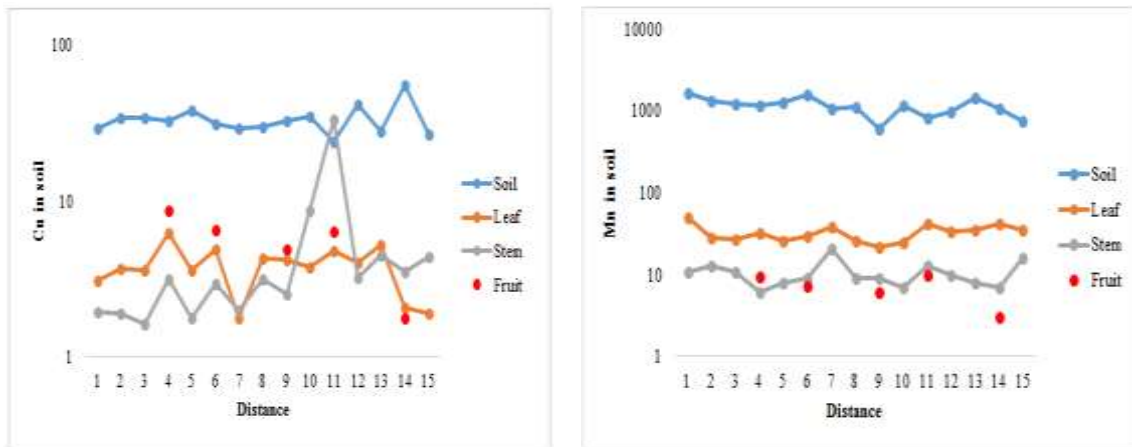 100
10
1
Cu in soil
1 2 3 4 5 6 7 8 9 10 11 12 13 14 15
Distance
Soil
Leaf
Stem
Fruit
10000
1000
100
10
1
Mn in soil
1 2 3 4 5 6 7 8 9 10 11 12 13 14 15
Distance
Soil
Leaf
Stem
Fruit